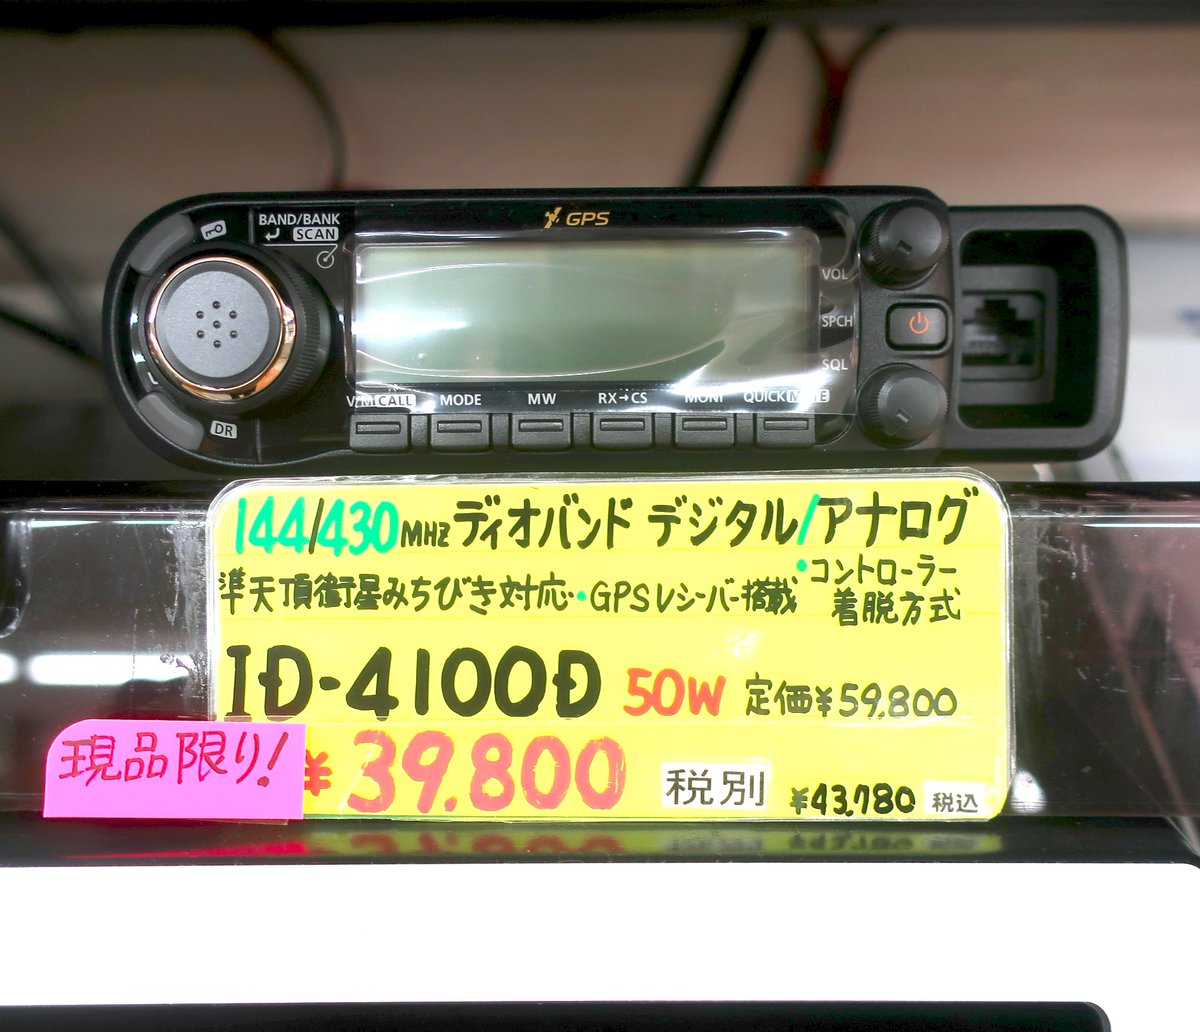 BAND/BANK
SCAN
GPS
VOL
SPCH
SQL
V/M CALL
MODE
MW
RX→CS
MONI
QUICK MUTE
DR
144/430MHZ ディオバンド デジタル/アナログ
準天頂衛星みちびき対応・GPSレシーバー搭載
・コントローラー
着脱方式
ID-4100D 50W 定価¥59.800
現品限り!
¥39.800 税別 ¥43.780 税込